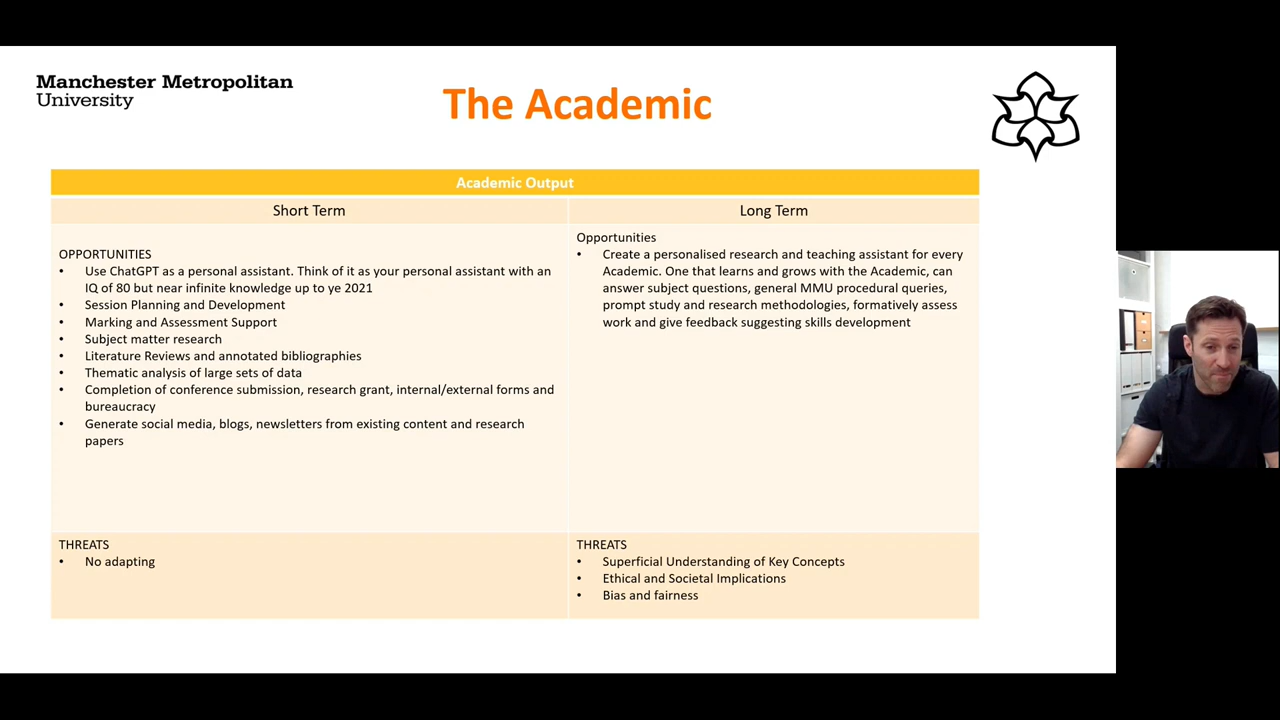 Manchester Metropolitan
University
The Academic
Academic Output
Short Term
Long Term
OPPORTUNITIES
• Use ChatGPT as a personal assistant. Think of it as your personal assistant with an
IQ of 80 but near infinite knowledge up to ye 2021
• Session Planning and Development
• Marking and Assessment Support
• Subject matter research
• Literature Reviews and annotated bibliographies
• Thematic analysis of large sets of data
• Completion of conference submission, research grant, internal/external forms and
bureaucracy
• Generate social media, blogs, newsletters from existing content and research
papers
Opportunities
• Create a personalised research and teaching assistant for every
Academic. One that learns and grows with the Academic, can
answer subject questions, general MMU procedural queries,
prompt study and research methodologies, formatively assess
work and give feedback suggesting skills development
THREATS
• No adapting
THREATS
• Superficial Understanding of Key Concepts
• Ethical and Societal Implications
• Bias and fairness